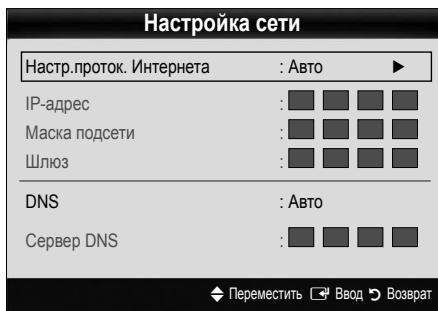 Настройка сети
Настр.проток. Интернета : Авто ►
IP-адрес :
Маска подсети :
Шлюз :
DNS : Авто
Сервер DNS :
Переместить Ввод Возврат